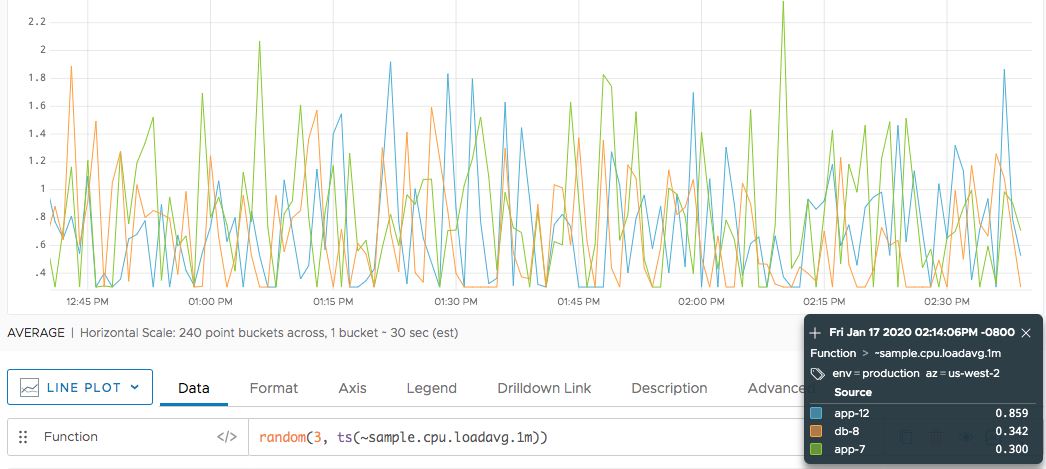 2.2
2
1.8
1.6
1.4
1.2
1
.8
.6
.4
12:45 PM 01:00 PM 01:15 PM 01:30 PM 01:45 PM 02:00 PM 02:15 PM 02:30 PM
AVERAGE | Horizontal Scale: 240 point buckets across, 1 bucket ~ 30 sec (est)
Fri Jan 17 2020 02:14:06PM -0800
Function > ~sample.cpu.loadavg.1m
env = production az = us-west-2
Source
app-12 0.859
db-8 0.342
app-7 0.300
LINE PLOT Data Format Axis Legend Drilldown Link Description Advance
Function </> random(3, ts(~sample.cpu.loadavg.1m))